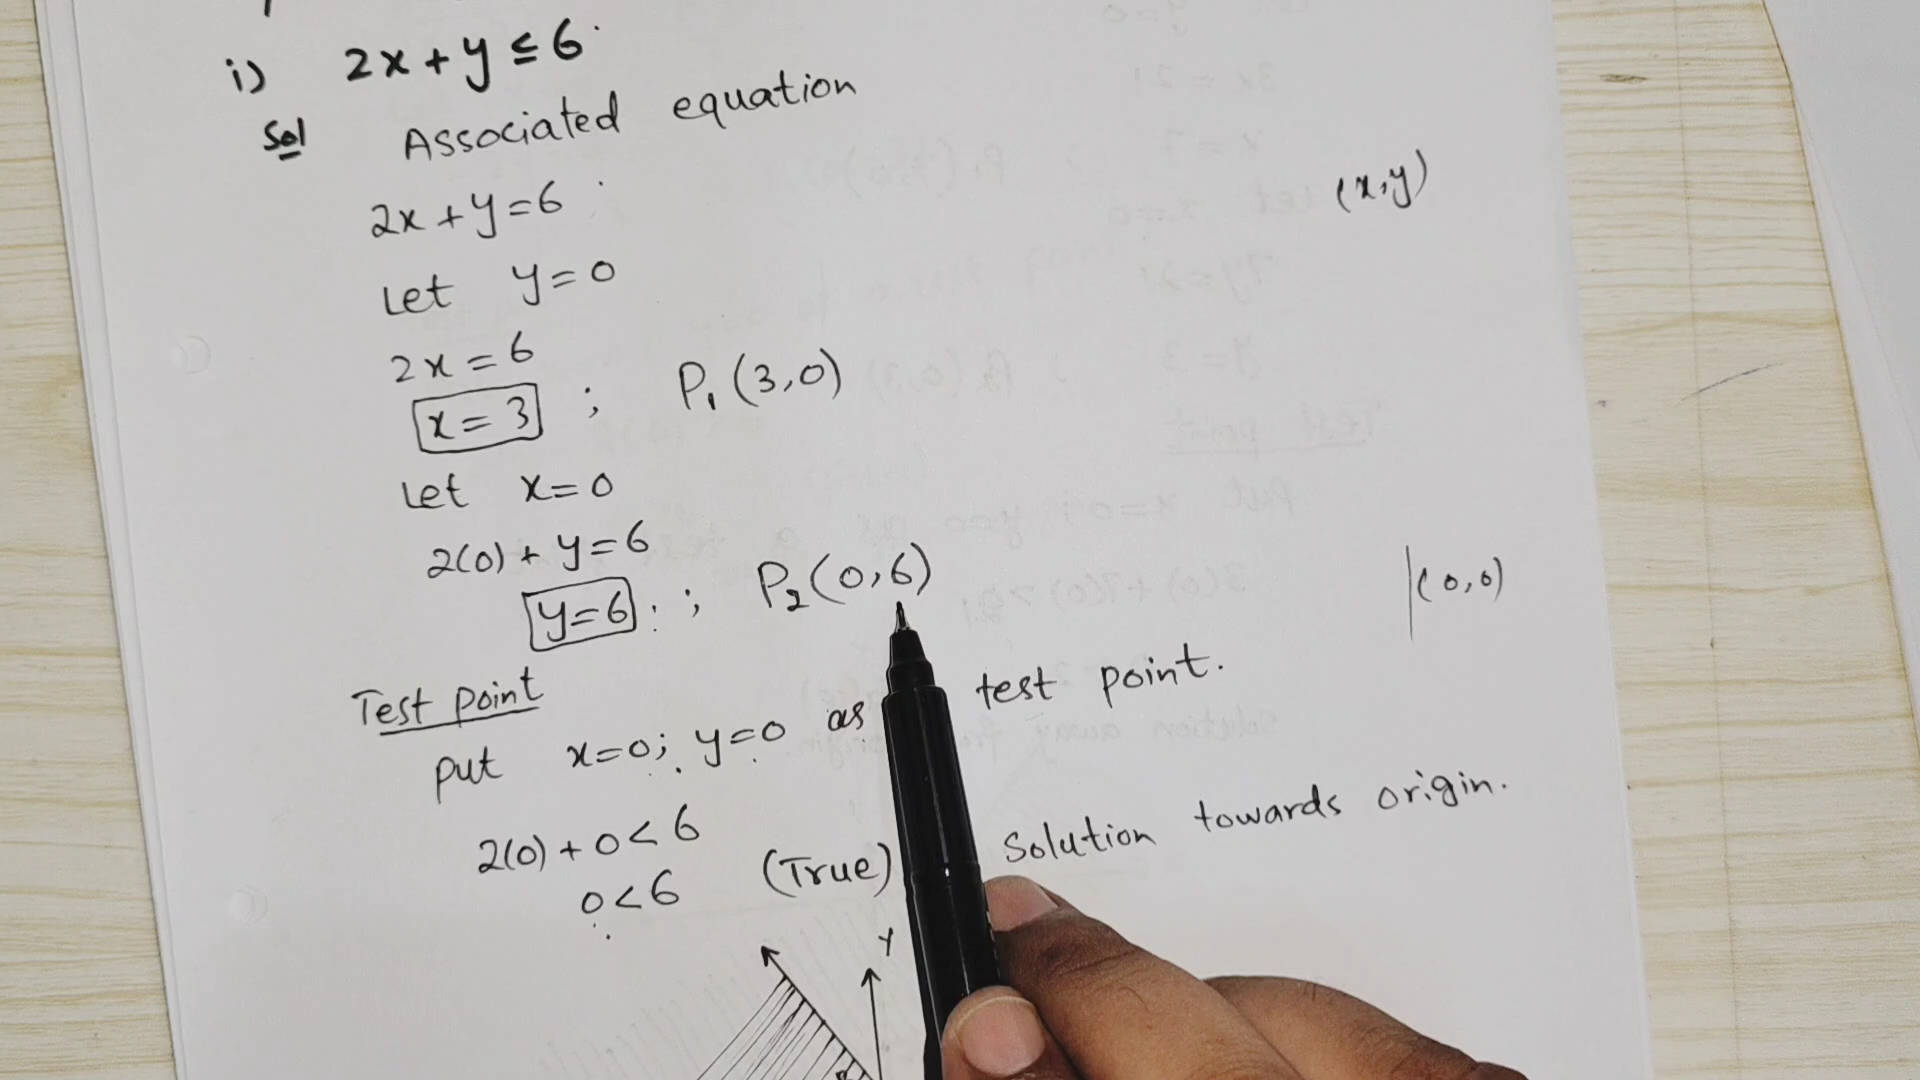 i) 2x + y ≤ 6
Sol Associated equation
2x + y = 6
(x,y)
Let y = 0
2x = 6
x = 3 ; P₁ (3,0)
Let x = 0
2(0) + y = 6
y = 6 ; P₂ (0,6)
(0,0)
Test point
put x=0; y=0 as test point.
2(0) + 0 < 6
0 < 6 (True) Solution towards origin.
Y